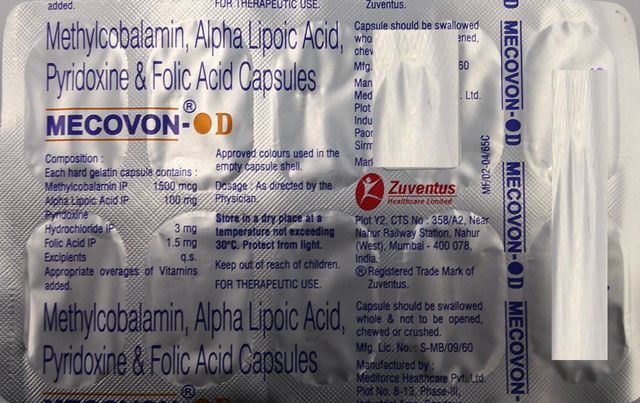 added.
FOR THERAPEUTIC USE.
Methylcobalamin, Alpha Lipoic Acid,
Pyridoxine & Folic Acid Capsules
MECOVON®-OD
Composition :
Each hard gelatin capsule contains :
Methylcobalamin IP 1500 mcg
Alpha Lipoic Acid IP 100 mg
Pyridoxine
Hydrochloride IP 3 mg
Folic Acid IP 1.5 mg
Excipients q.s.
Appropriate overages of Vitamins
added.
Approved colours used in the
empty capsule shell.
Dosage : As directed by the
Physician.
Store in a dry place at a
temperature not exceeding
30°C. Protect from light.
Keep out of reach of children.
FOR THERAPEUTIC USE.
Methylcobalamin, Alpha Lipoic Acid,
Pyridoxine & Folic Acid Capsules
MECOVON®-OD
Zuventus.
Capsule should be swallowed
Mfg.
60
Ltd.
Plot
Zuventus
Healthcare Limited
Plot Y2, CTS No : 358/A2, Near
Nahur Railway Station, Nahur
(West), Mumbai - 400 078,
India.
® Registered Trade Mark of
Zuventus.
Capsule should be swallowed
whole & not to be opened,
chewed or crushed.
Mfg. Lic. No. : S-MB/09/60
Manufactured by :
Mediforce Healthcare Pvt. Ltd.
Plot No. 8-13, Phase-III,
MF/02-04/65C
MECOVON-OD
MECOVON-OD
MECOVON-OD